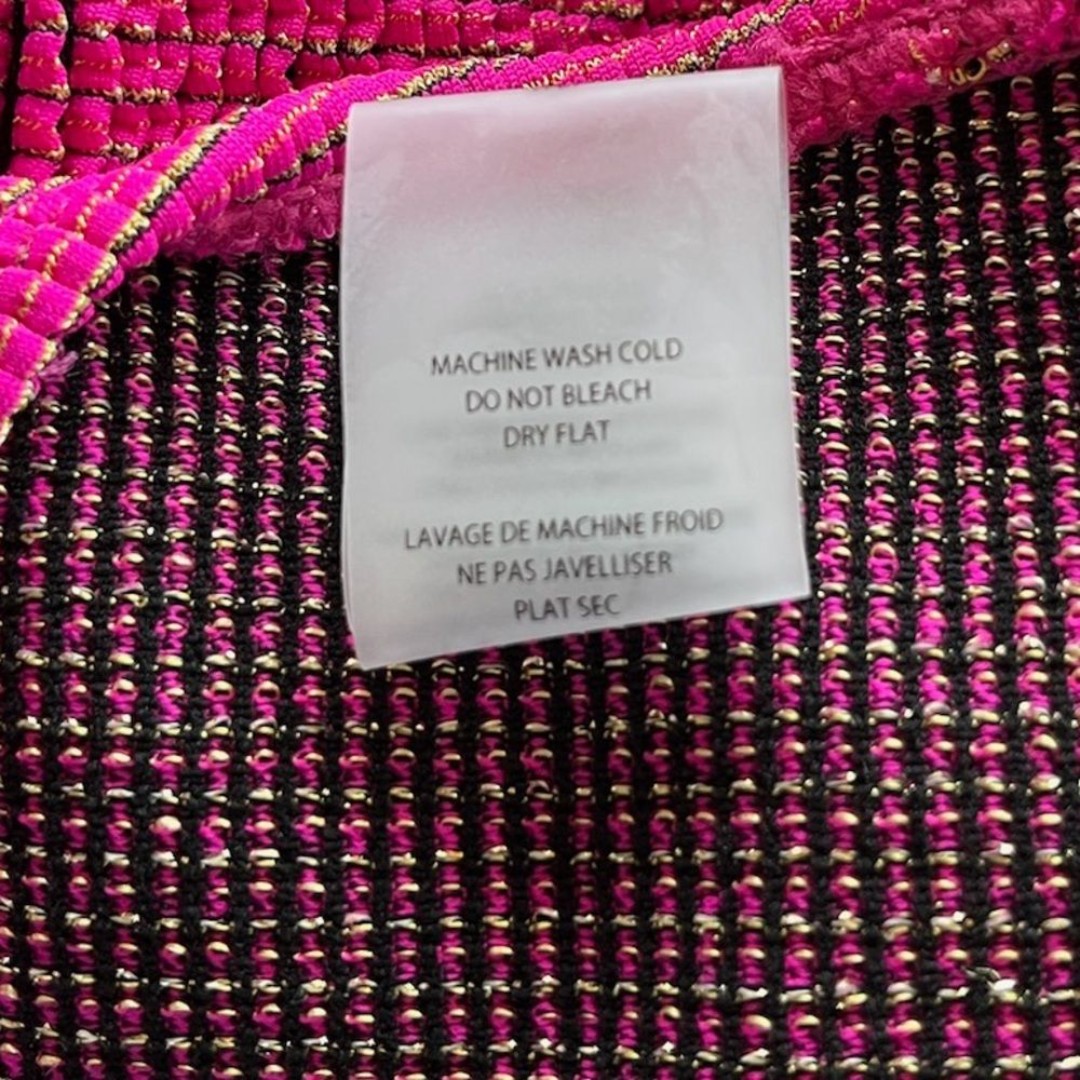 MACHINE WASH COLD
DO NOT BLEACH
DRY FLAT
LAVAGE DE MACHINE FROID
NE PAS JAVELLISER
PLAT SEC